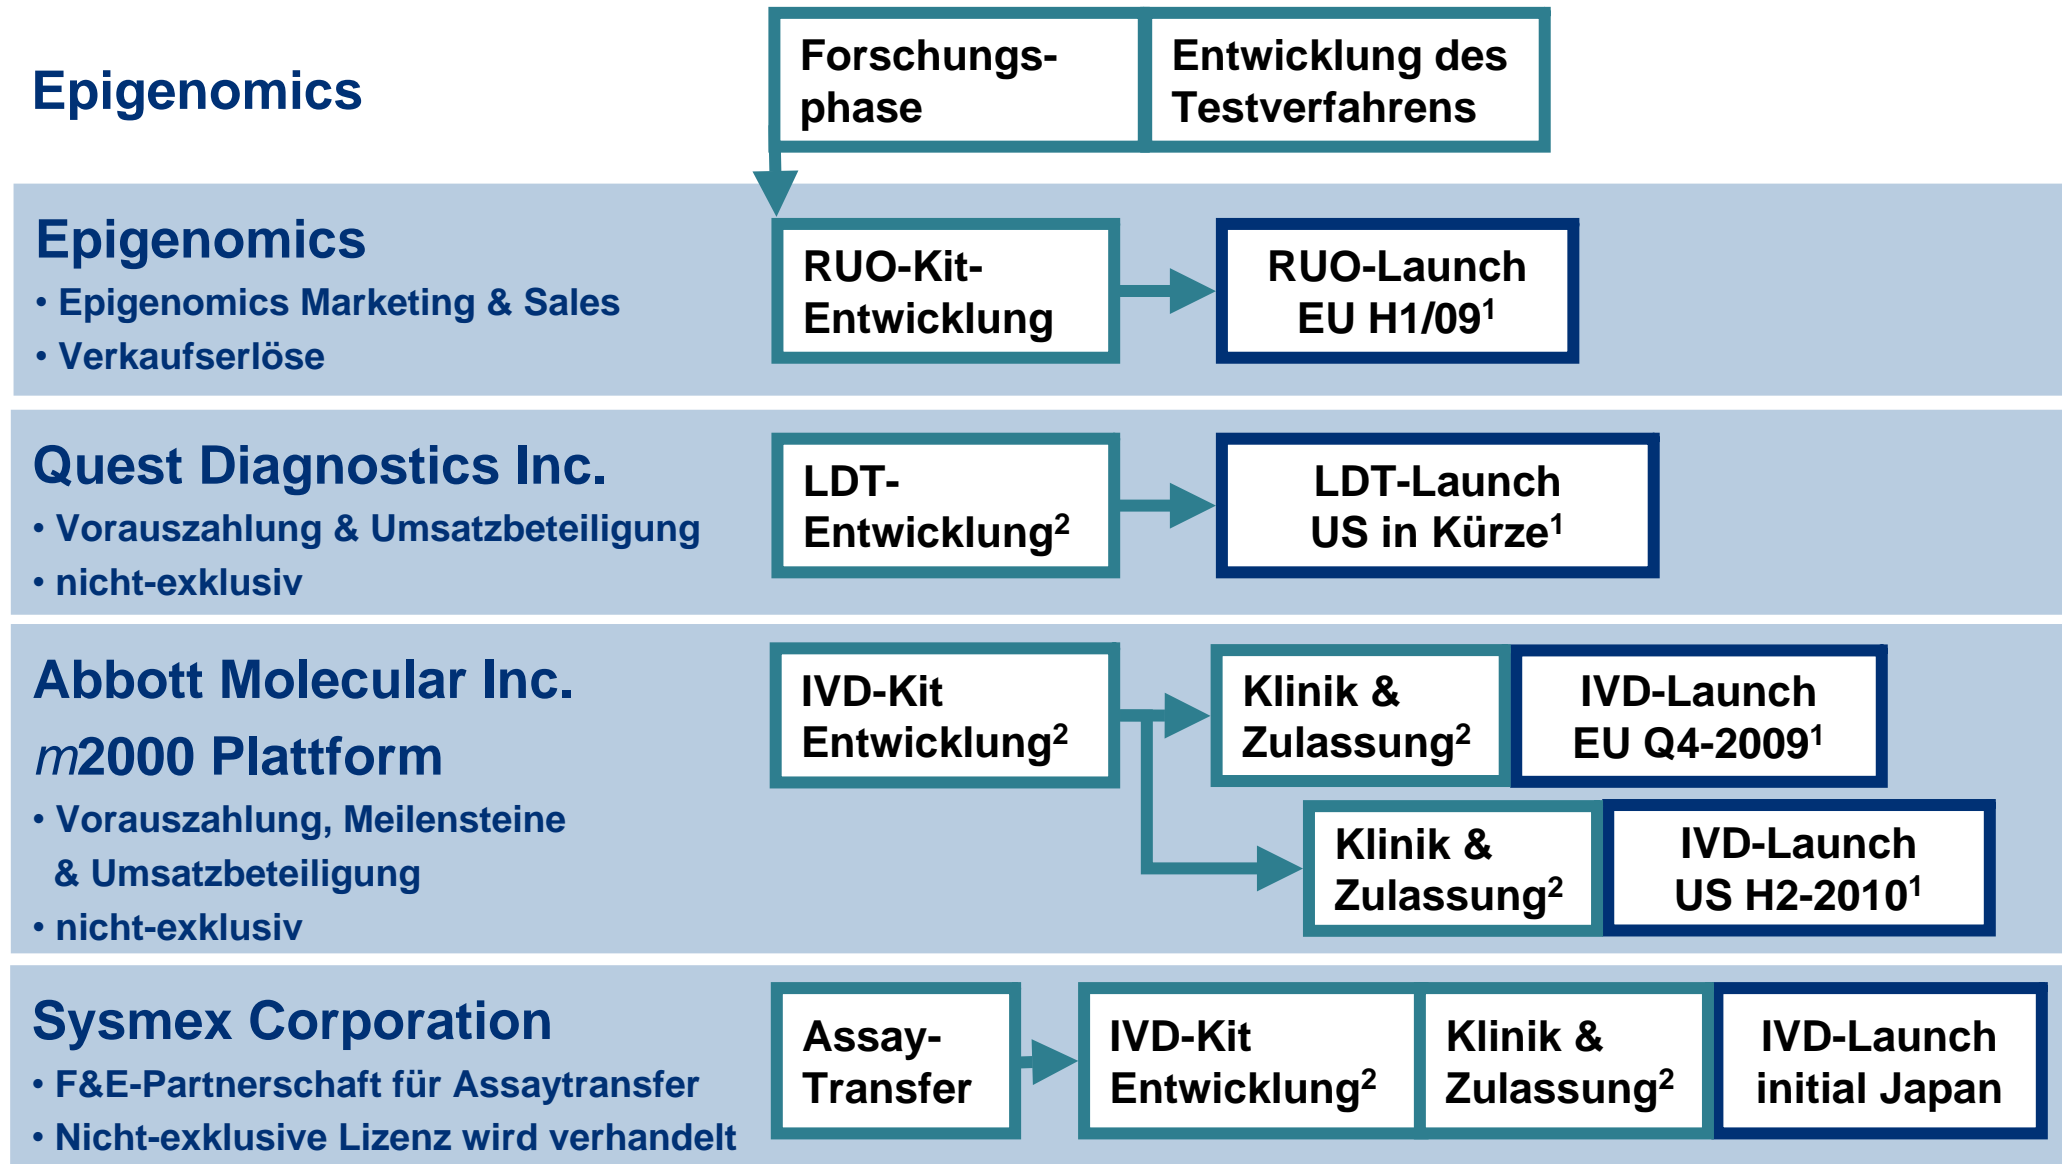 Epigenomics
Forschungs-
phase
Entwicklung des
Testverfahrens
Epigenomics
• Epigenomics Marketing & Sales
• Verkaufserlöse
RUO-Kit-
Entwicklung
RUO-Launch
EU H1/09¹
Quest Diagnostics Inc.
• Vorauszahlung & Umsatzbeteiligung
• nicht-exklusiv
LDT-
Entwicklung²
LDT-Launch
US in Kürze¹
Abbott Molecular Inc.
m2000 Plattform
• Vorauszahlung, Meilensteine
& Umsatzbeteiligung
• nicht-exklusiv
IVD-Kit
Entwicklung²
Klinik &
Zulassung²
IVD-Launch
EU Q4-2009¹
Klinik &
Zulassung²
IVD-Launch
US H2-2010¹
Sysmex Corporation
• F&E-Partnerschaft für Assaytransfer
• Nicht-exklusive Lizenz wird verhandelt
Assay-
Transfer
IVD-Kit
Entwicklung²
Klinik &
Zulassung²
IVD-Launch
initial Japan